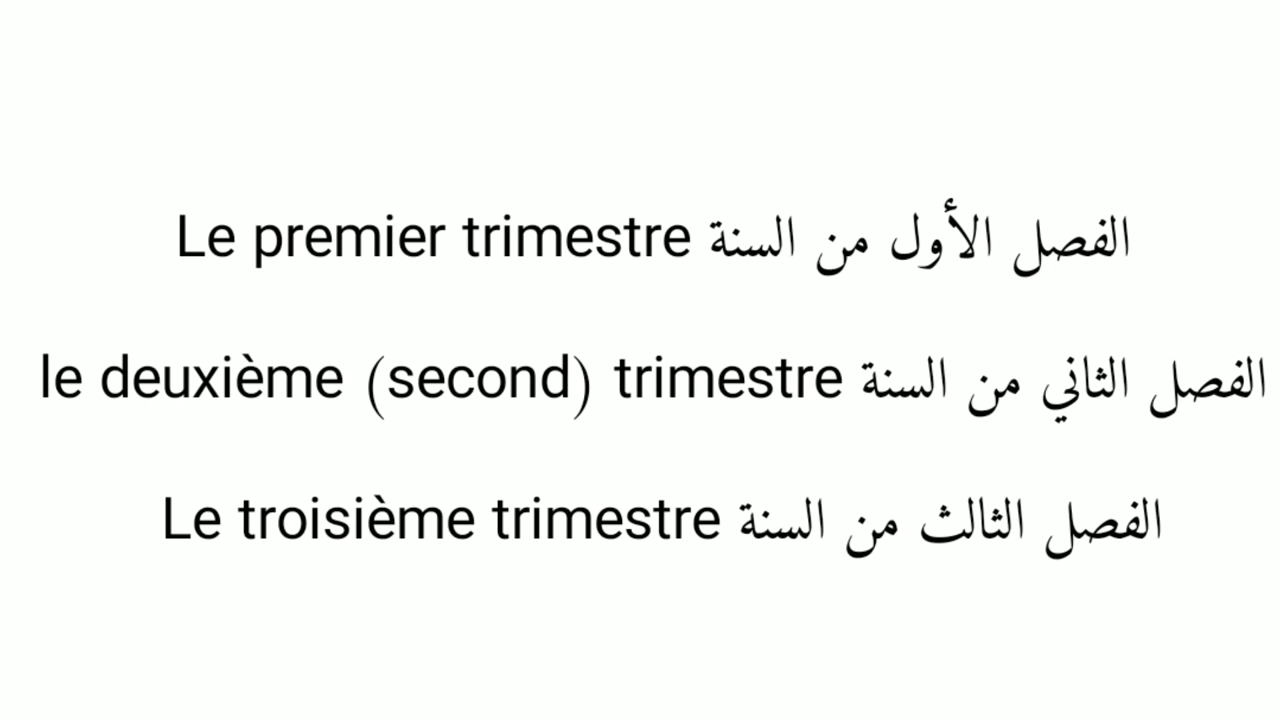 Le premier trimestre الفصل الأول من السنة
le deuxième (second) trimestre الفصل الثاني من السنة
Le troisième trimestre الفصل الثالث من السنة